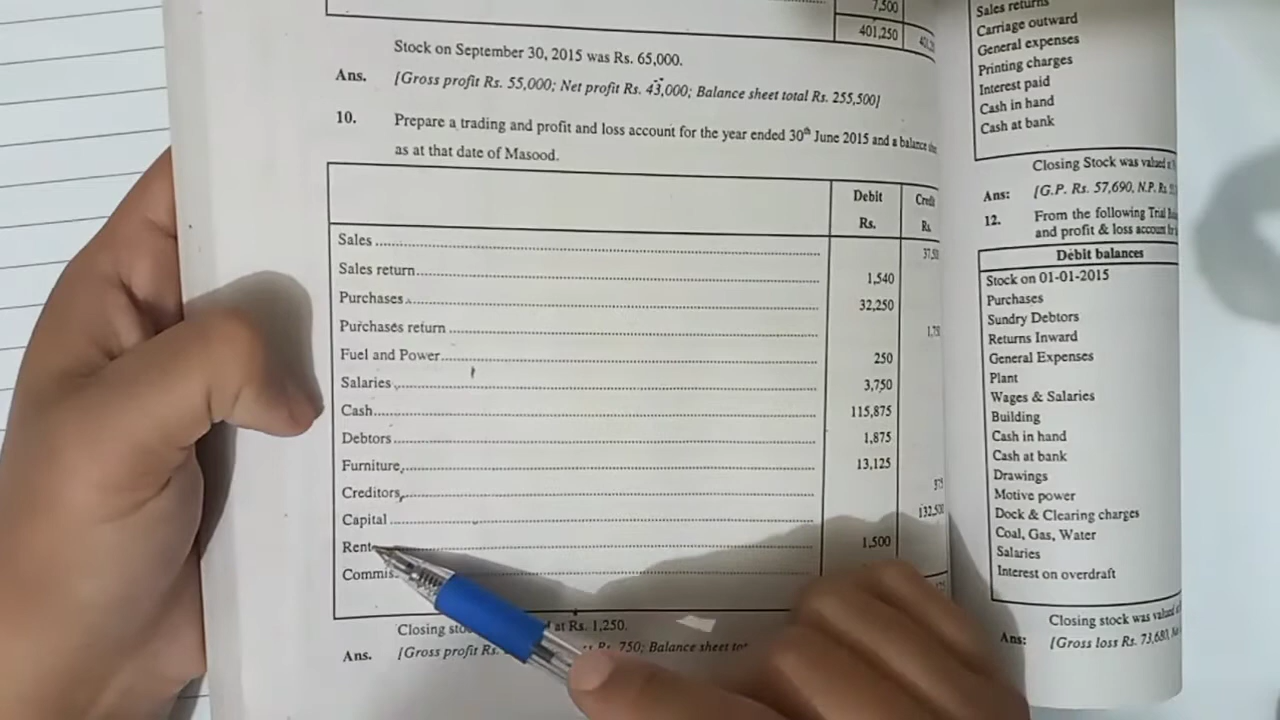 7,500
401,250
Stock on September 30, 2015 was Rs. 65,000.
Ans. [Gross profit Rs. 55,000; Net profit Rs. 43,000; Balance sheet total Rs. 255,500]
10. Prepare a trading and profit and loss account for the year ended 30th June 2015 and a balance
as at that date of Masood.
Debit Credit
Rs. Rs.
Sales
Sales return 1,540
Purchases 32,250
Purchases return
Fuel and Power 250
Salaries 3,750
Cash 115,875
Debtors 1,875
Furniture 13,125
Creditors 375
Capital 132,500
Rent 1,500
Closing at Rs. 1,250.
Ans. [Gross profit Rs. 750; Balance sheet
Sales returns
Carriage outward
General expenses
Printing charges
Interest paid
Cash in hand
Cash at bank
Closing Stock was valued
Ans: [G.P. Rs. 57,690, N.P. Rs.
12. From the following Trial
and profit & loss account
Debit balances
Stock on 01-01-2015
Purchases
Sundry Debtors
Returns Inward
General Expenses
Plant
Wages & Salaries
Building
Cash in hand
Cash at bank
Drawings
Motive power
Dock & Clearing charges
Coal, Gas, Water
Salaries
Interest on overdraft
Closing stock was valued
Ans: [Gross loss Rs. 73,680,